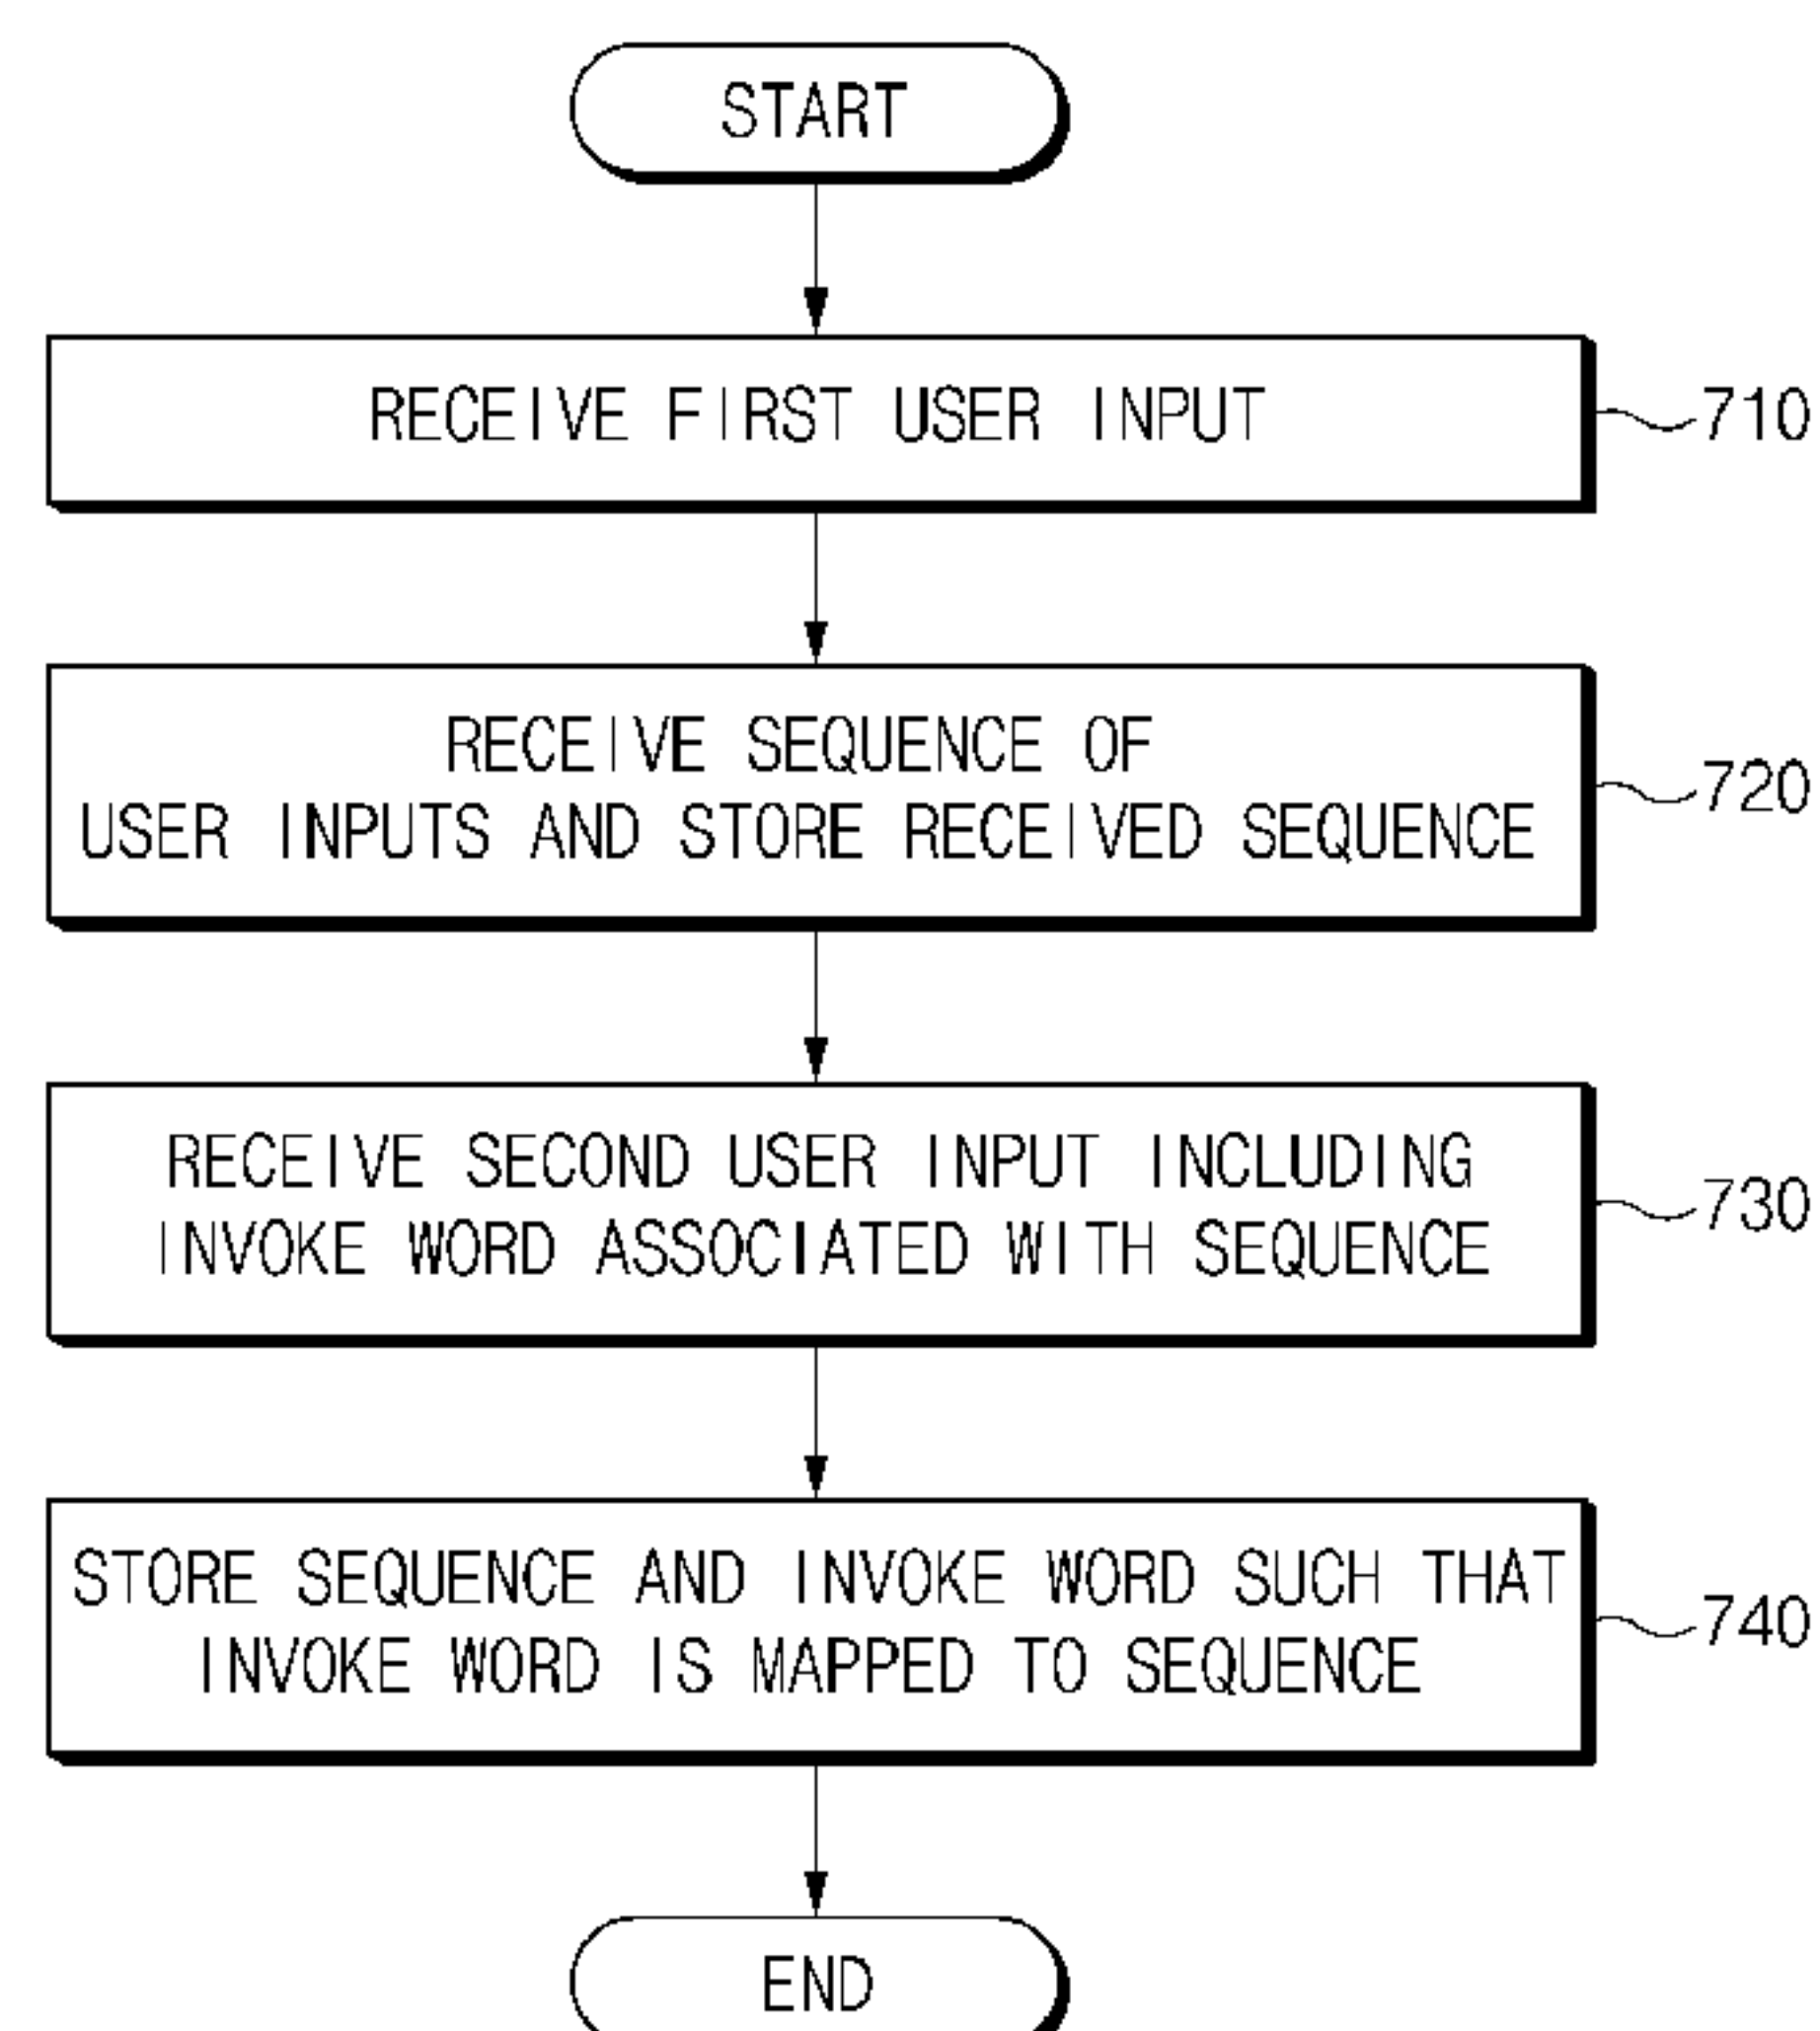 START
RECEIVE FIRST USER INPUT
710
RECEIVE SEQUENCE OF
USER INPUTS AND STORE RECEIVED SEQUENCE
720
RECEIVE SECOND USER INPUT INCLUDING
INVOKE WORD ASSOCIATED WITH SEQUENCE
730
STORE SEQUENCE AND INVOKE WORD SUCH THAT
INVOKE WORD IS MAPPED TO SEQUENCE
740
END